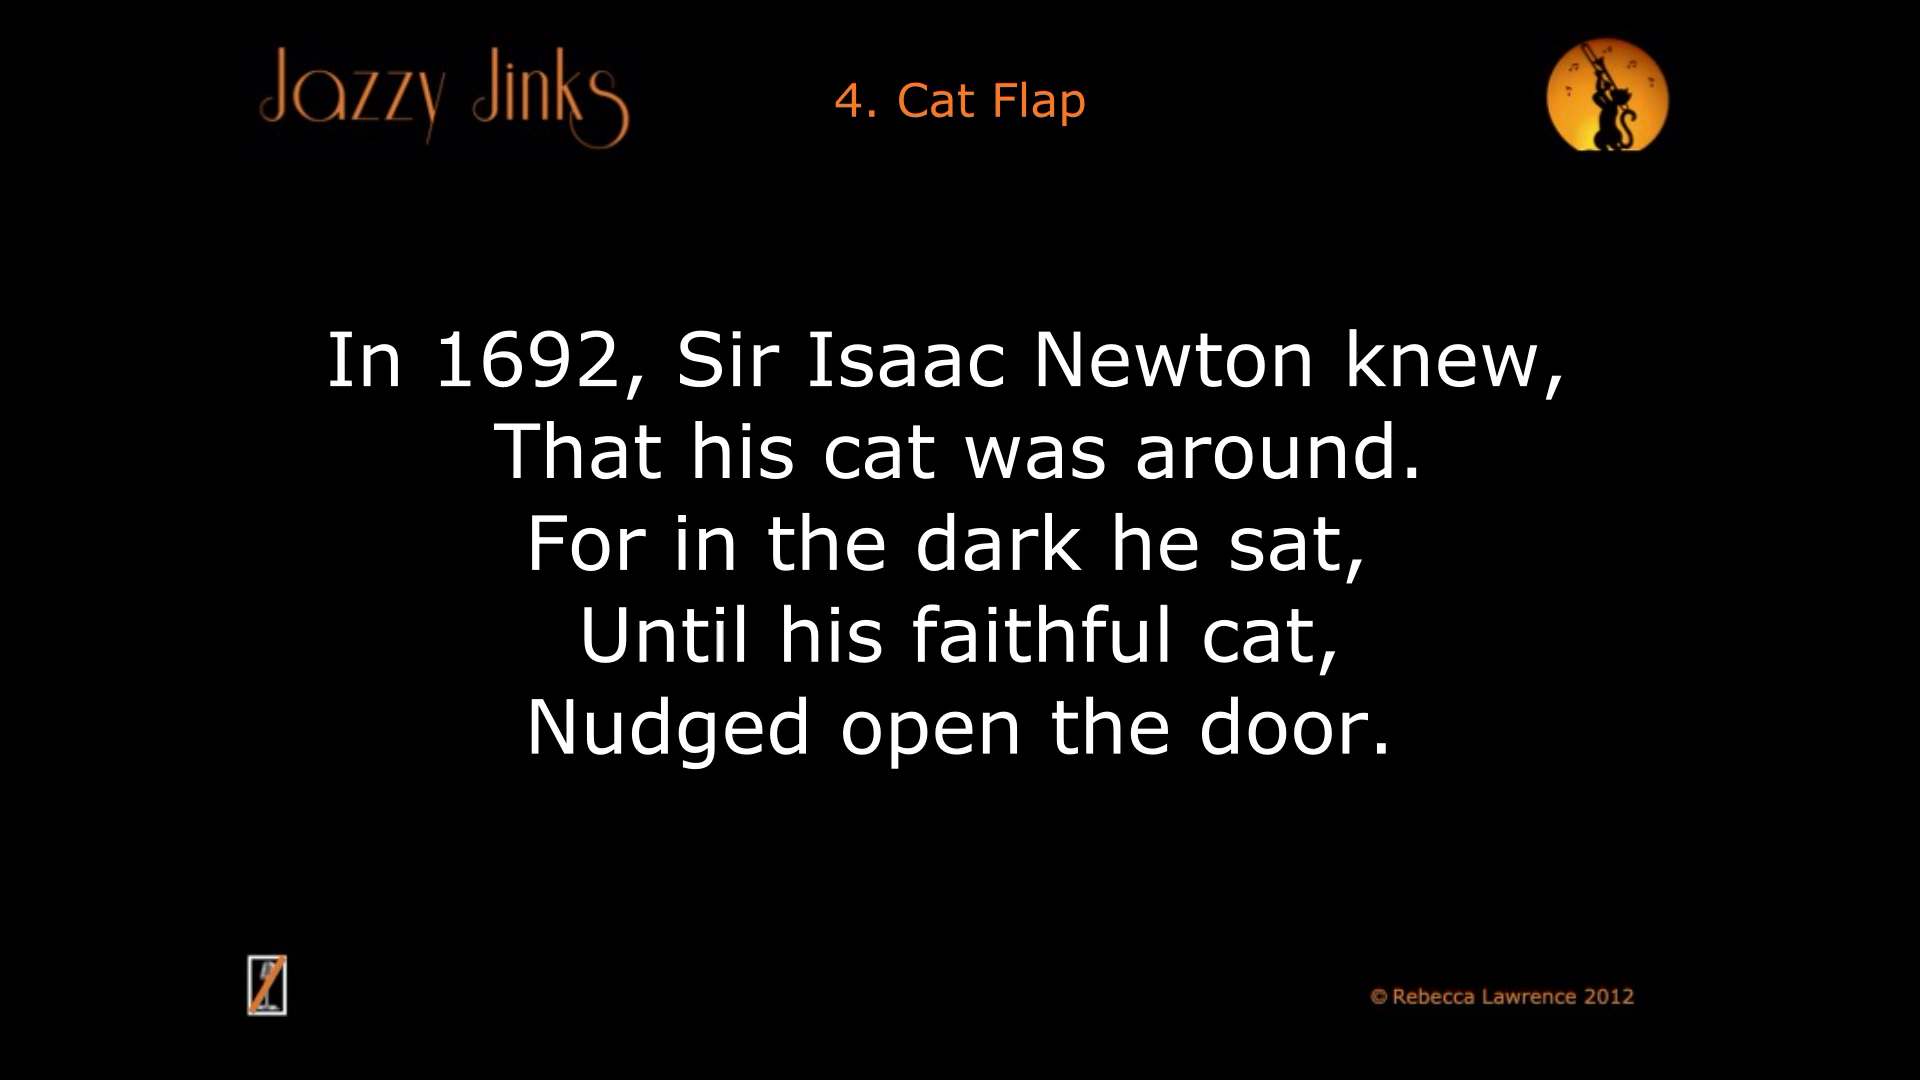 Jazzy Jinks
4. Cat Flap
In 1692, Sir Isaac Newton knew,
That his cat was around.
For in the dark he sat,
Until his faithful cat,
Nudged open the door.
© Rebecca Lawrence 2012